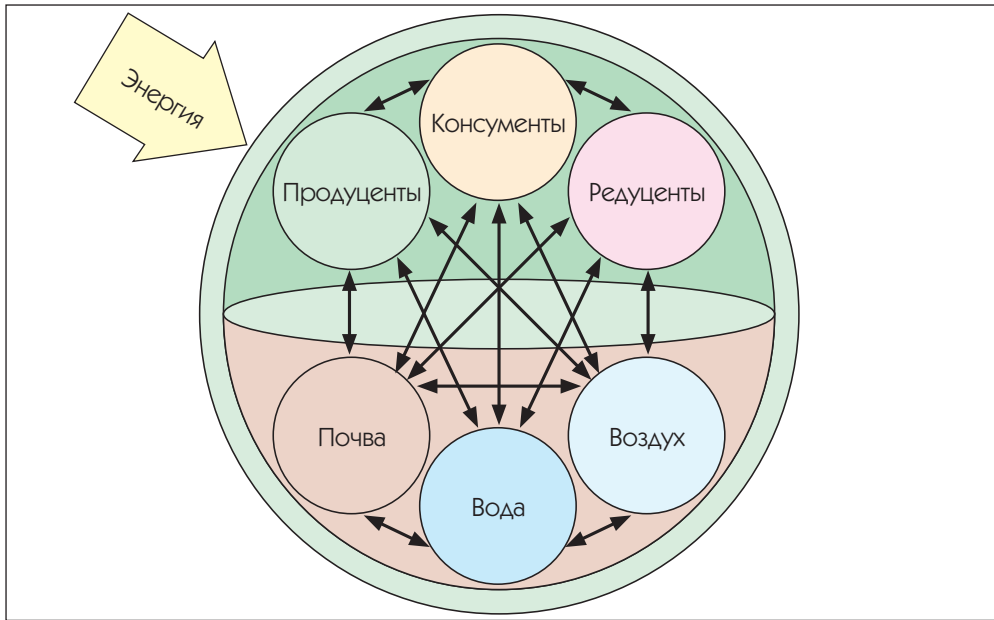 Энергия
Консументы
Продуценты
Редуценты
Почва
Воздух
Вода